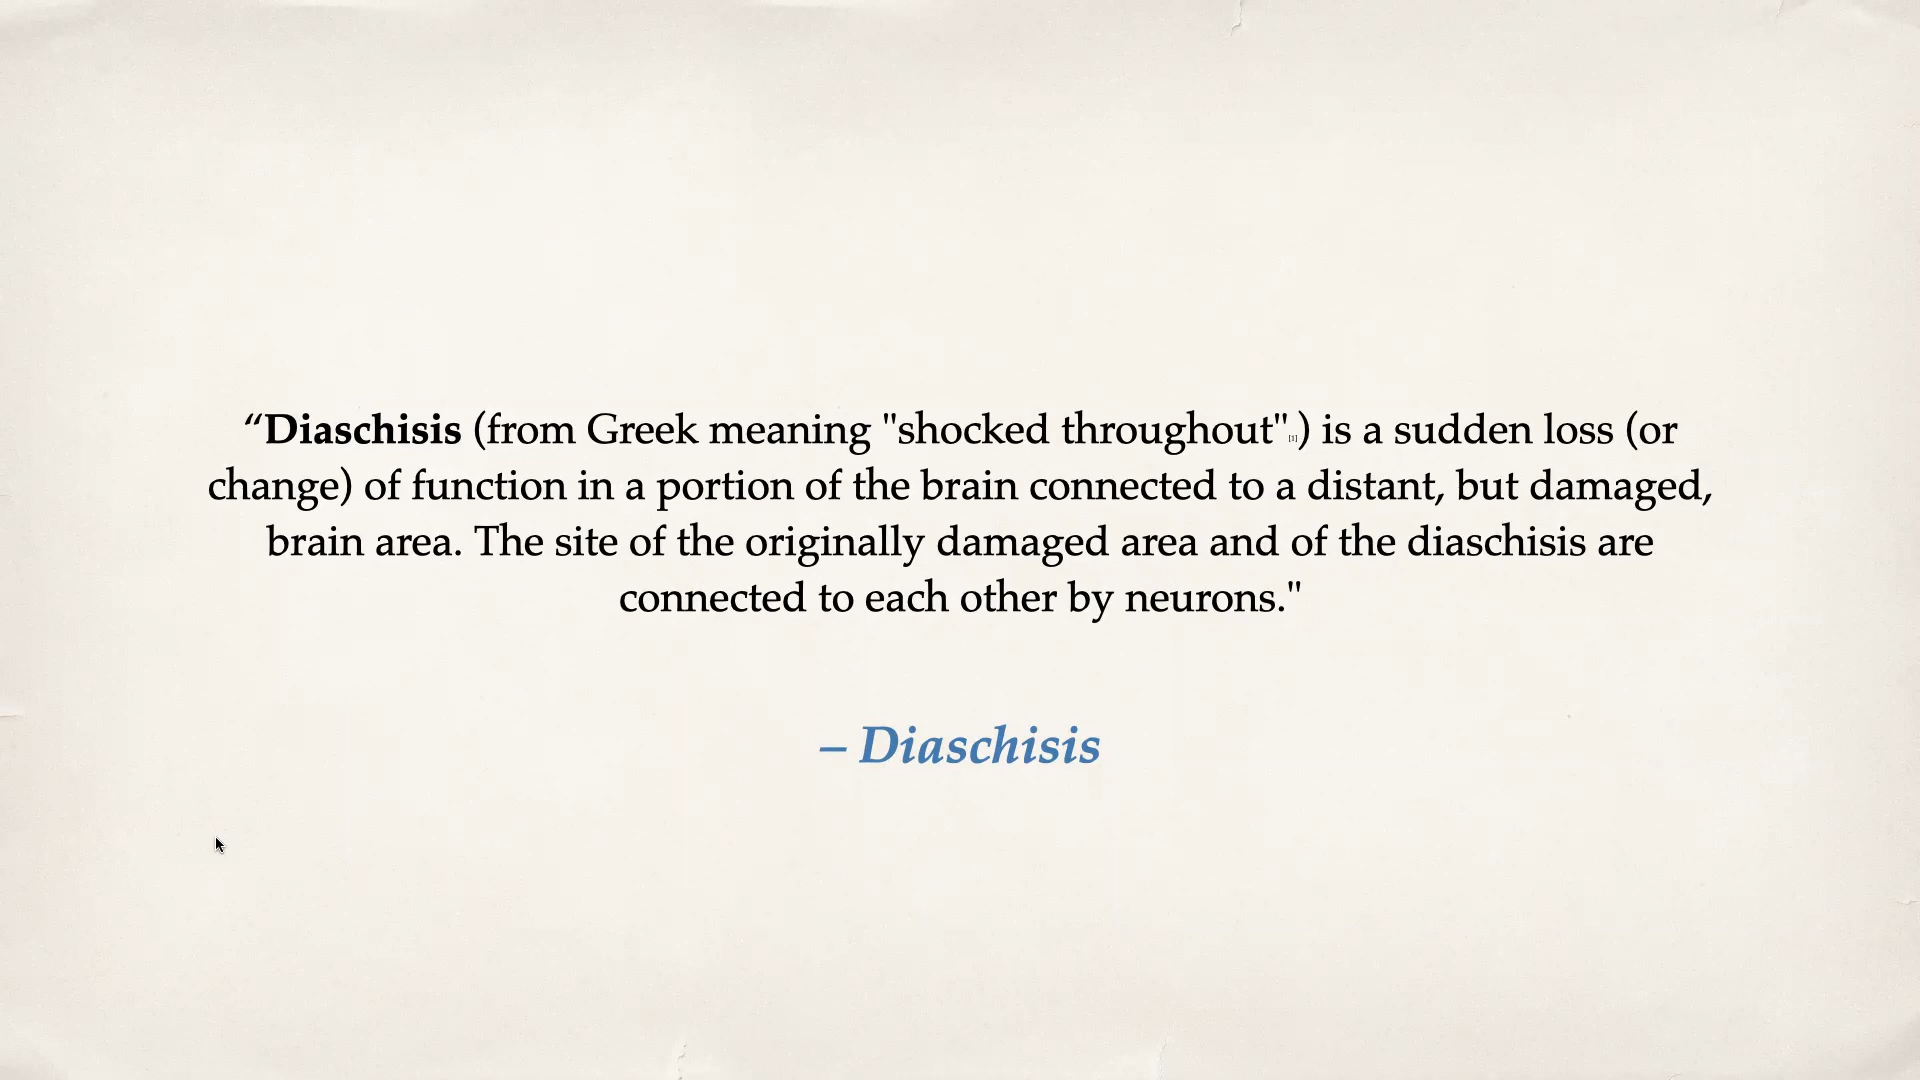 “Diaschisis (from Greek meaning "shocked throughout".[1]) is a sudden loss (or
change) of function in a portion of the brain connected to a distant, but damaged,
brain area. The site of the originally damaged area and of the diaschisis are
connected to each other by neurons."
– Diaschisis